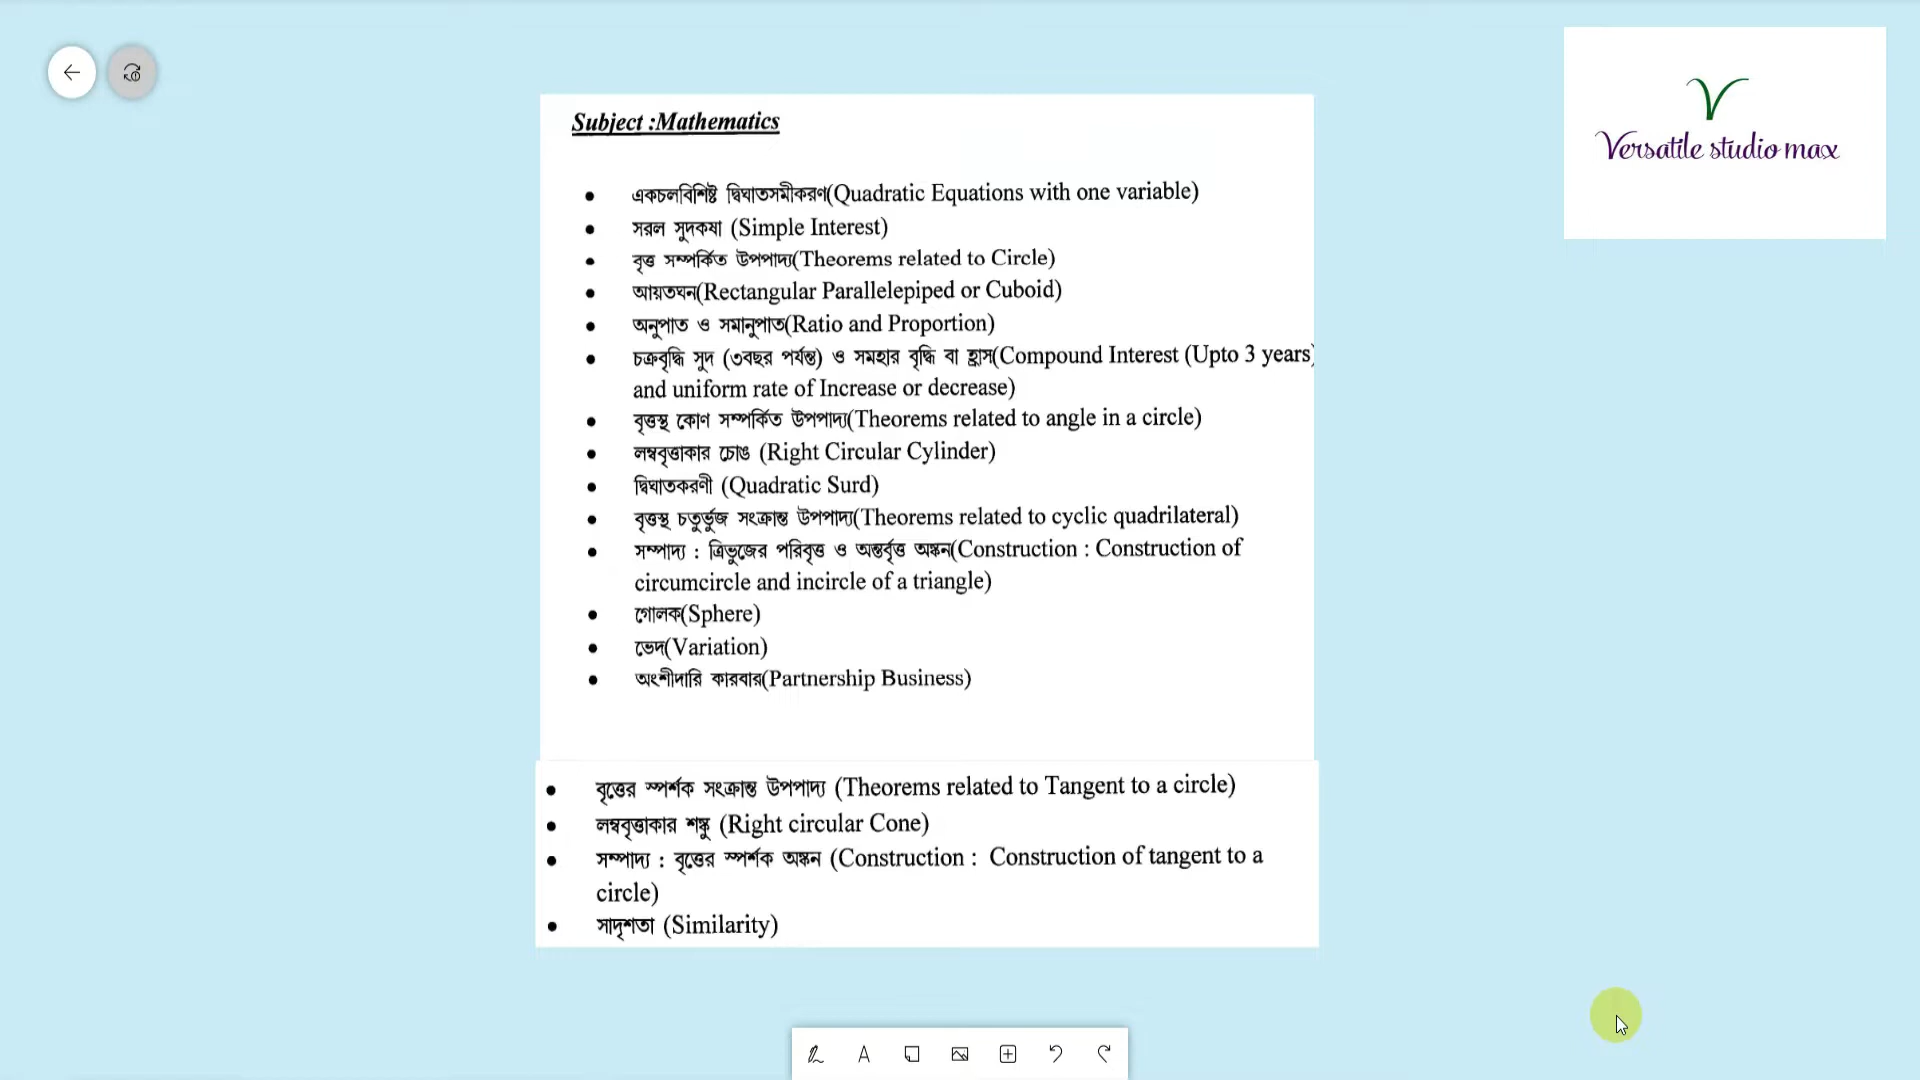 Subject :Mathematics
Versatile studio max
• একচলবিশিষ্ট দ্বিঘাতসমীকরণ(Quadratic Equations with one variable)
• সরল সুদকষা (Simple Interest)
• বৃত্ত সম্পর্কিত উপপাদ্য(Theorems related to Circle)
• আয়তঘন(Rectangular Parallelepiped or Cuboid)
• অনুপাত ও সমানুপাত(Ratio and Proportion)
• চক্রবৃদ্ধি সুদ (৩বছর পর্যন্ত) ও সমহার বৃদ্ধি বা হ্রাস(Compound Interest (Upto 3 years)
and uniform rate of Increase or decrease)
• বৃত্তস্থ কোণ সম্পর্কিত উপপাদ্য(Theorems related to angle in a circle)
• লম্ববৃত্তাকার চোঙ (Right Circular Cylinder)
• দ্বিঘাতকরণী (Quadratic Surd)
• বৃত্তস্থ চতুর্ভুজ সংক্রান্ত উপপাদ্য(Theorems related to cyclic quadrilateral)
• সম্পাদ্য : ত্রিভুজের পরিবৃত্ত ও অন্তর্বৃত্ত অঙ্কন(Construction : Construction of
circumcircle and incircle of a triangle)
• গোলক(Sphere)
• ভেদ(Variation)
• অংশীদারি কারবার(Partnership Business)
• বৃত্তের স্পর্শক সংক্রান্ত উপপাদ্য (Theorems related to Tangent to a circle)
• লম্ববৃত্তাকার শঙ্কু (Right circular Cone)
• সম্পাদ্য : বৃত্তের স্পর্শক অঙ্কন (Construction : Construction of tangent to a
circle)
• সাদৃশতা (Similarity)